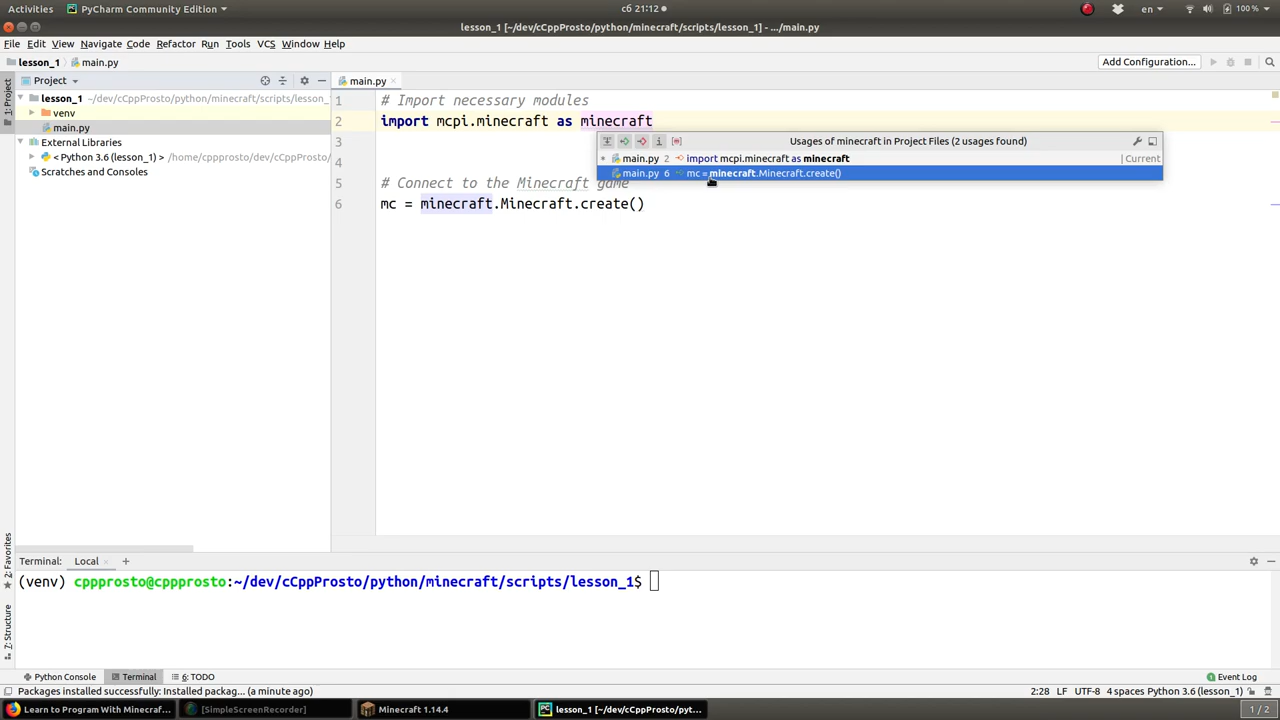 Activities PyCharm Community Edition сб 21:12 en 100 %
lesson_1 [~/dev/cCppProsto/python/minecraft/scripts/lesson_1] - .../main.py
File Edit View Navigate Code Refactor Run Tools VCS Window Help
lesson_1 main.py Add Configuration...
1: Project
Project
main.py
lesson_1 ~/dev/cCppProsto/python/minecraft/scripts/lesson_
venv
main.py
External Libraries
< Python 3.6 (lesson_1) > /home/cppprosto/
Scratches and Consoles
1 # Import necessary modules
2 import mcpi.minecraft as minecraft
3
4
5 # Connect to the Minecraft game
6 mc = minecraft.Minecraft.create()
Usages of minecraft in Project Files (2 usages found)
main.py 2 import mcpi.minecraft as minecraft Current
main.py 6 mc = minecraft.Minecraft.create()
2: Favorites
7: Structure
Terminal: Local +
(venv) cppprosto@cppprosto:~/dev/cCppProsto/python/minecraft/scripts/lesson_1$
Python Console Terminal 6: TODO Event Log
Packages installed successfully: Installed packag... (a minute ago) 2:28 LF UTF-8 4 spaces Python 3.6 (lesson_1)
Learn to Program With Minecraf... [SimpleScreenRecorder] Minecraft 1.14.4 lesson_1 [~/dev/cCppProsto/pyt... 1 / 2